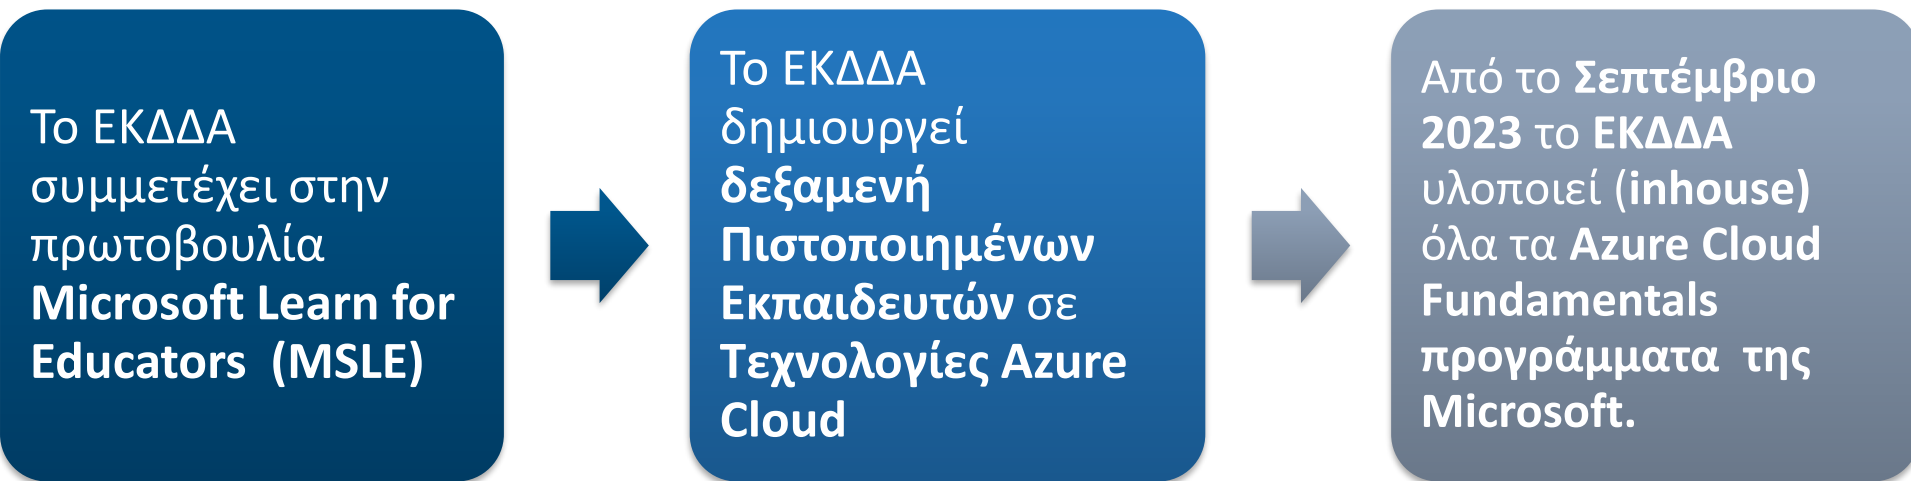 Το ΕΚΔΔΑ
συμμετέχει στην
πρωτοβουλία
Microsoft Learn for
Educators (MSLE)
Το ΕΚΔΔΑ
δημιουργεί
δεξαμενή
Πιστοποιημένων
Εκπαιδευτών σε
Τεχνολογίες Azure
Cloud
Από το Σεπτέμβριο
2023 το ΕΚΔΔΑ
υλοποιεί (inhouse)
όλα τα Azure Cloud
Fundamentals
προγράμματα της
Microsoft.